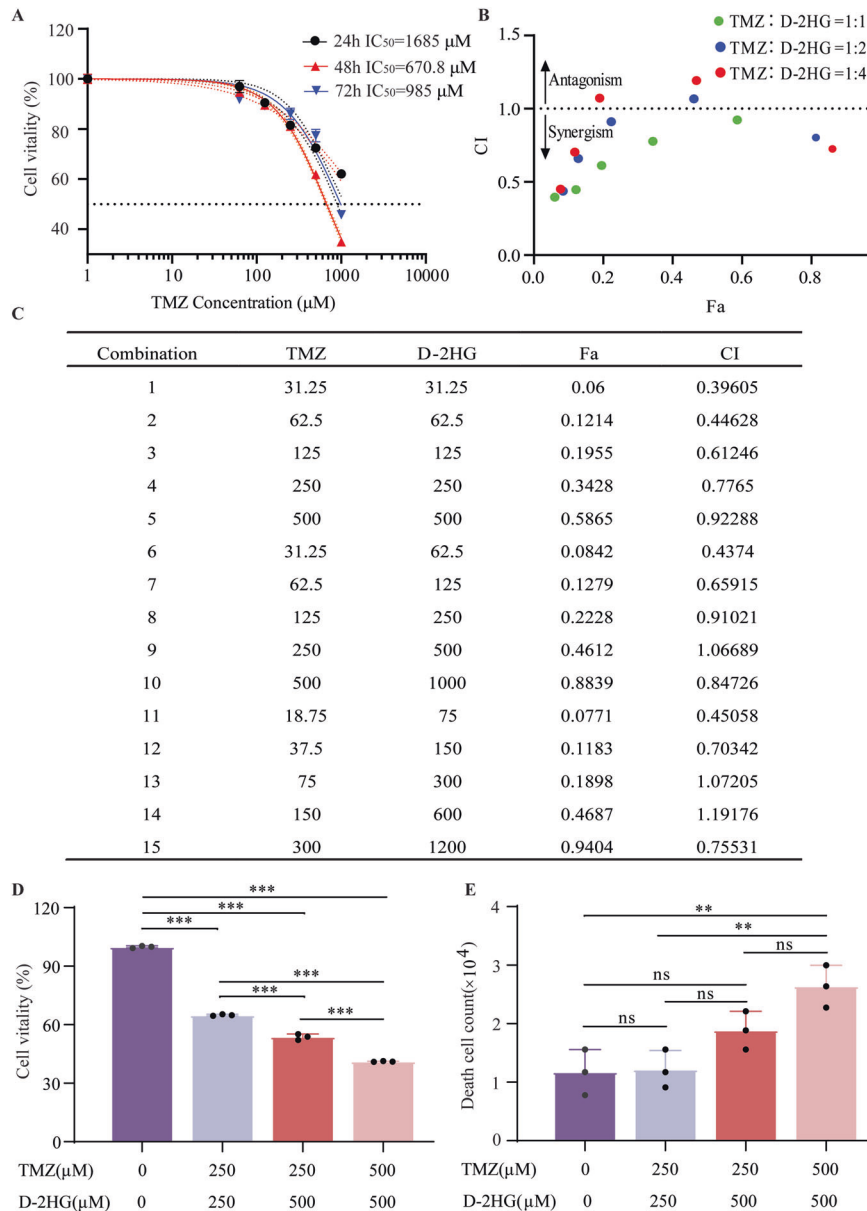 A
24h IC50=1685 μM
48h IC50=670.8 μM
72h IC50=985 μM
Cell vitality (%)
120
100
80
60
40
1
10
100
1000
10000
TMZ Concentration (μM)
B
TMZ: D-2HG=1:1
TMZ: D-2HG=1:2
TMZ: D-2HG=1:4
Antagonism
Synergism
CI
1.5
1.0
0.5
0.0
0.0 0.2 0.4 0.6 0.8
Fa
C
Combination TMZ D-2HG Fa CI
1 31.25 31.25 0.06 0.39605
2 62.5 62.5 0.1214 0.44628
3 125 125 0.1955 0.61246
4 250 250 0.3428 0.7765
5 500 500 0.5865 0.92288
6 31.25 62.5 0.0842 0.4374
7 62.5 125 0.1279 0.65915
8 125 250 0.2228 0.91021
9 250 500 0.4612 1.06689
10 500 1000 0.8839 0.84726
11 18.75 75 0.0771 0.45058
12 37.5 150 0.1183 0.70342
13 75 300 0.1898 1.07205
14 150 600 0.4687 1.19176
15 300 1200 0.9404 0.75531
D
Cell vitality (%)
120
90
60
30
0
***
***
***
***
***
***
TMZ(μM) 0 250 250 500
D-2HG(μM) 0 250 500 500
E
Death cell count(×10⁴)
4
3
2
1
0
**
**
ns
ns
ns
ns
TMZ(μM) 0 250 250 500
D-2HG(μM) 0 250 500 500